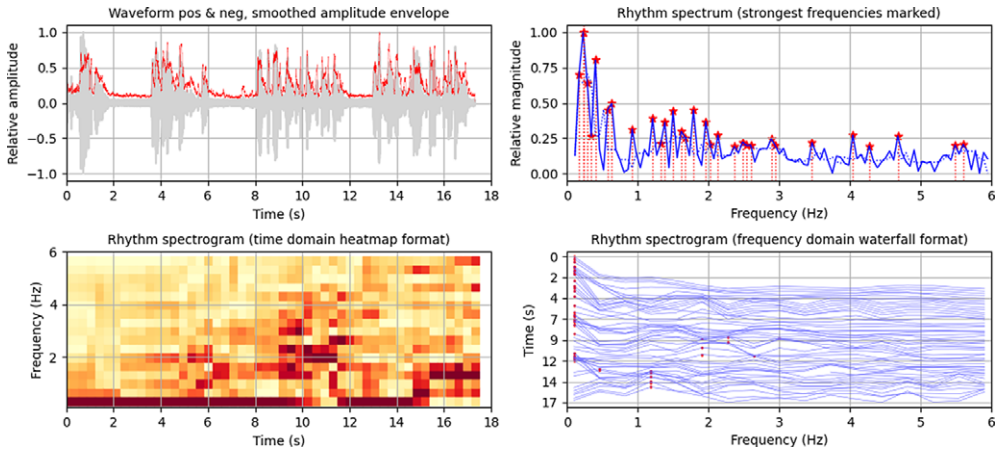 Waveform pos & neg, smoothed amplitude envelope
Relative amplitude
1.0
0.5
0.0
−0.5
−1.0
0 2 4 6 8 10 12 14 16 18
Time (s)
Rhythm spectrum (strongest frequencies marked)
Relative magnitude
1.00
0.75
0.50
0.25
0.00
0 1 2 3 4 5 6
Frequency (Hz)
Rhythm spectrogram (time domain heatmap format)
Frequency (Hz)
6
4
2
0 2 4 6 8 10 12 14 16 18
Time (s)
Rhythm spectrogram (frequency domain waterfall format)
Time (s)
0
2
4
7
9
12
14
17
0 1 2 3 4 5 6
Frequency (Hz)